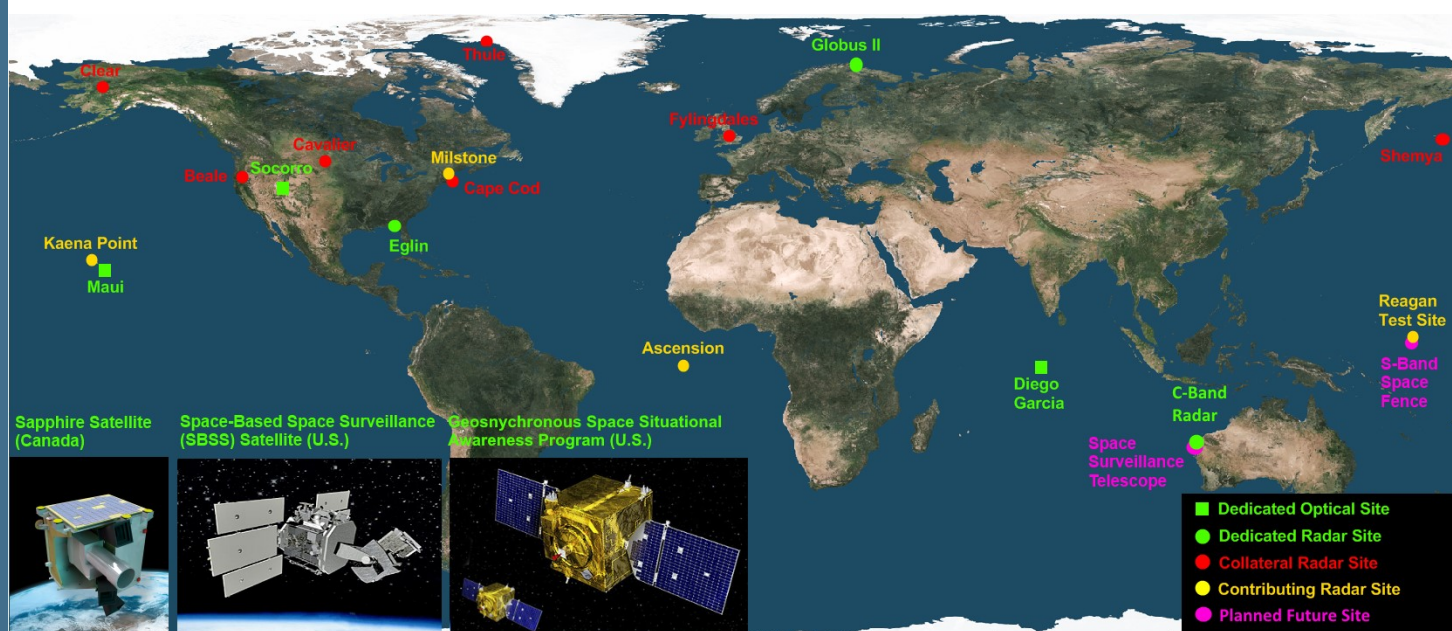 Globus II
Thule
Clear
Fylingdales
Cavalier
Milstone
Socorro
Beale
Cape Cod
Shemya
Eglin
Kaena Point
Maui
Reagan
Test Site
Ascension
S-Band
Space
Fence
Diego
Garcia
C-Band
Radar
Space
Surveillance
Telescope
Sapphire Satellite
(Canada)
Space-Based Space Surveillance
(SBSS) Satellite (U.S.)
Geosnychronous Space Situational
Awareness Program (U.S.)
Dedicated Optical Site
Dedicated Radar Site
Collateral Radar Site
Contributing Radar Site
Planned Future Site